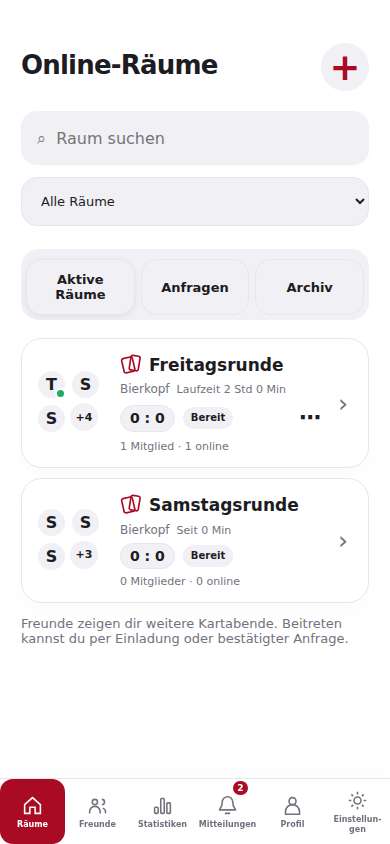 Online-Räume
Raum suchen
Alle Räume
Aktive
Räume
Anfragen
Archiv
T S
S +4
Freitagsrunde
Bierkopf Laufzeit 2 Std 0 Min
0 : 0 Bereit
1 Mitglied · 1 online
S S
S +3
Samstagsrunde
Bierkopf Seit 0 Min
0 : 0 Bereit
0 Mitglieder · 0 online
Freunde zeigen dir weitere Kartabende. Beitreten
kannst du per Einladung oder bestätigter Anfrage.
2
Räume
Freunde
Statistiken
Mitteilungen
Profil
Einstellun-
gen